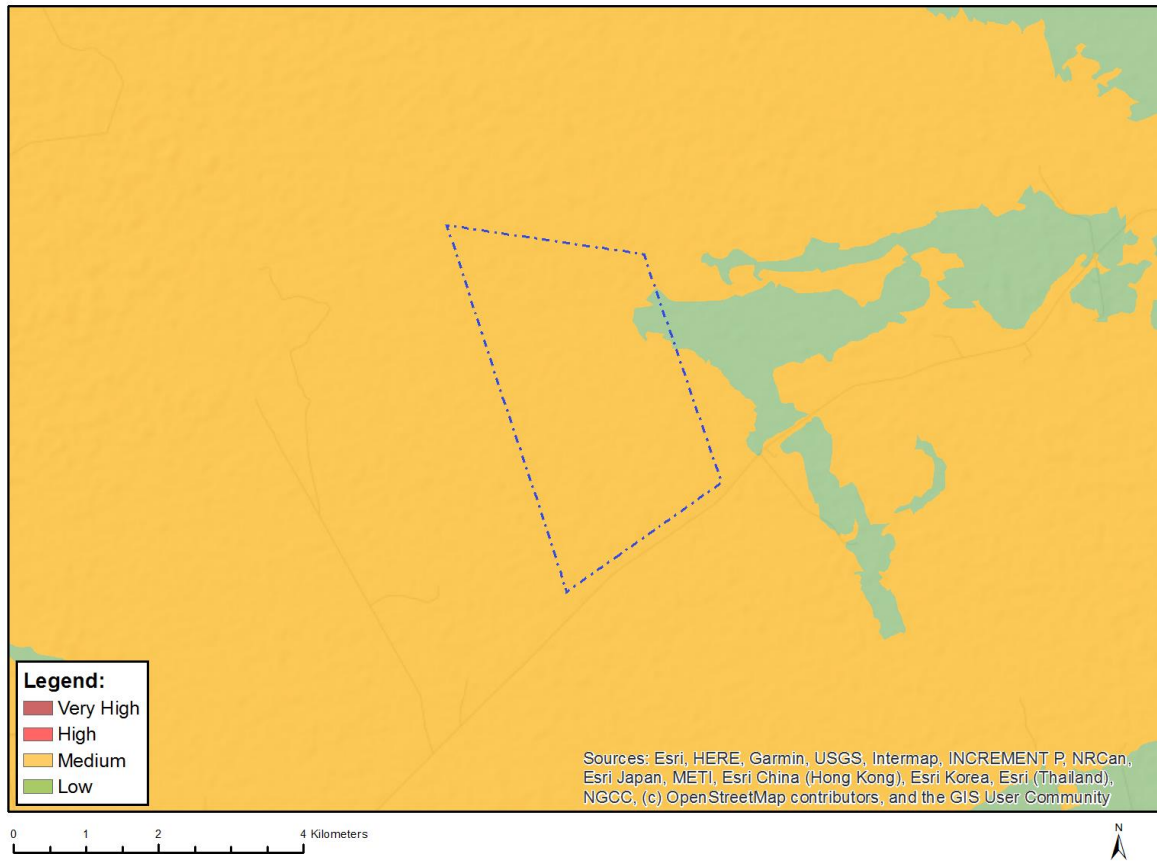 Legend:
Very High
High
Medium
Low
Sources: Esri, HERE, Garmin, USGS, Intermap, INCREMENT P, NRCan,
Esri Japan, METI, Esri China (Hong Kong), Esri Korea, Esri (Thailand),
NGCC, (c) OpenStreetMap contributors, and the GIS User Community
0 1 2 4 Kilometers
N